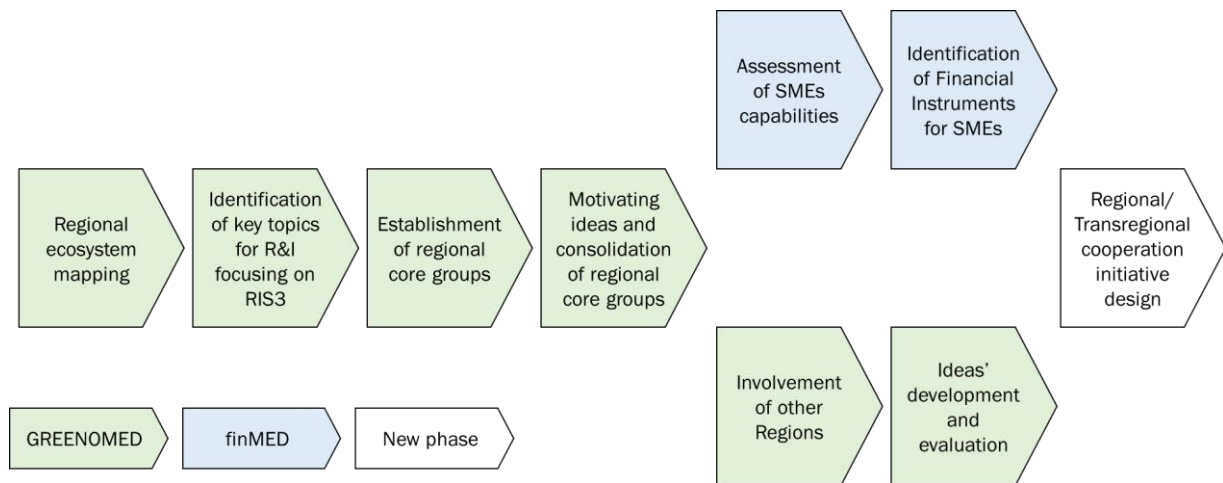 Regional
ecosystem
mapping
Identification
of key topics
for R&I
focusing on
RIS3
Establishment
of regional
core groups
Motivating
ideas and
consolidation
of regional
core groups
Assessment
of SMEs
capabilities
Identification
of Financial
Instruments
for SMEs
Involvement
of other
Regions
Ideas’
development
and
evaluation
Regional/
Transregional
cooperation
initiative
design
GREENOMED
finMED
New phase